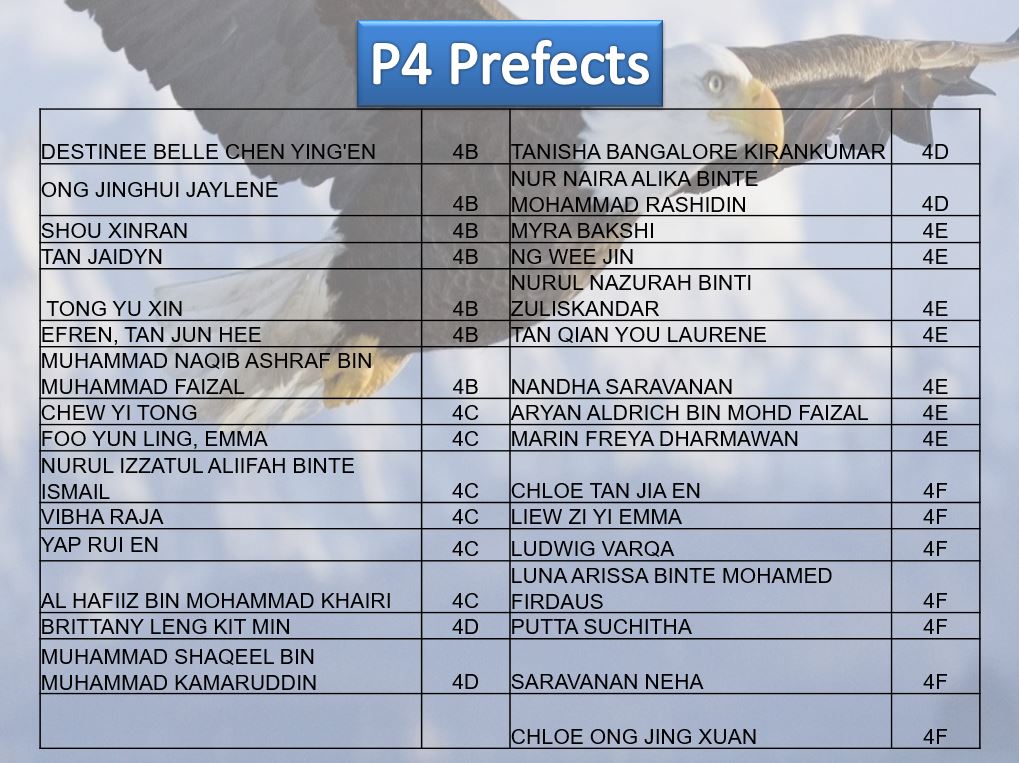 P4 Prefects
DESTINEE BELLE CHEN YING'EN 4B TANISHA BANGALORE KIRANKUMAR 4D
ONG JINGHUI JAYLENE 4B NUR NAIRA ALIKA BINTE
MOHAMMAD RASHIDIN 4D
SHOU XINRAN 4B MYRA BAKSHI 4E
TAN JAIDYN 4B NG WEE JIN 4E
TONG YU XIN 4B NURUL NAZURAH BINTI
ZULISKANDAR 4E
EFREN, TAN JUN HEE 4B TAN QIAN YOU LAURENE 4E
MUHAMMAD NAQIB ASHRAF BIN
MUHAMMAD FAIZAL 4B NANDHA SARAVANAN 4E
CHEW YI TONG 4C ARYAN ALDRICH BIN MOHD FAIZAL 4E
FOO YUN LING, EMMA 4C MARIN FREYA DHARMAWAN 4E
NURUL IZZATUL ALIIFAH BINTE
ISMAIL 4C CHLOE TAN JIA EN 4F
VIBHA RAJA 4C LIEW ZI YI EMMA 4F
YAP RUI EN 4C LUDWIG VARQA 4F
AL HAFIIZ BIN MOHAMMAD KHAIRI 4C LUNA ARISSA BINTE MOHAMED
FIRDAUS 4F
BRITTANY LENG KIT MIN 4D PUTTA SUCHITHA 4F
MUHAMMAD SHAQEEL BIN
MUHAMMAD KAMARUDDIN 4D SARAVANAN NEHA 4F
CHLOE ONG JING XUAN 4F